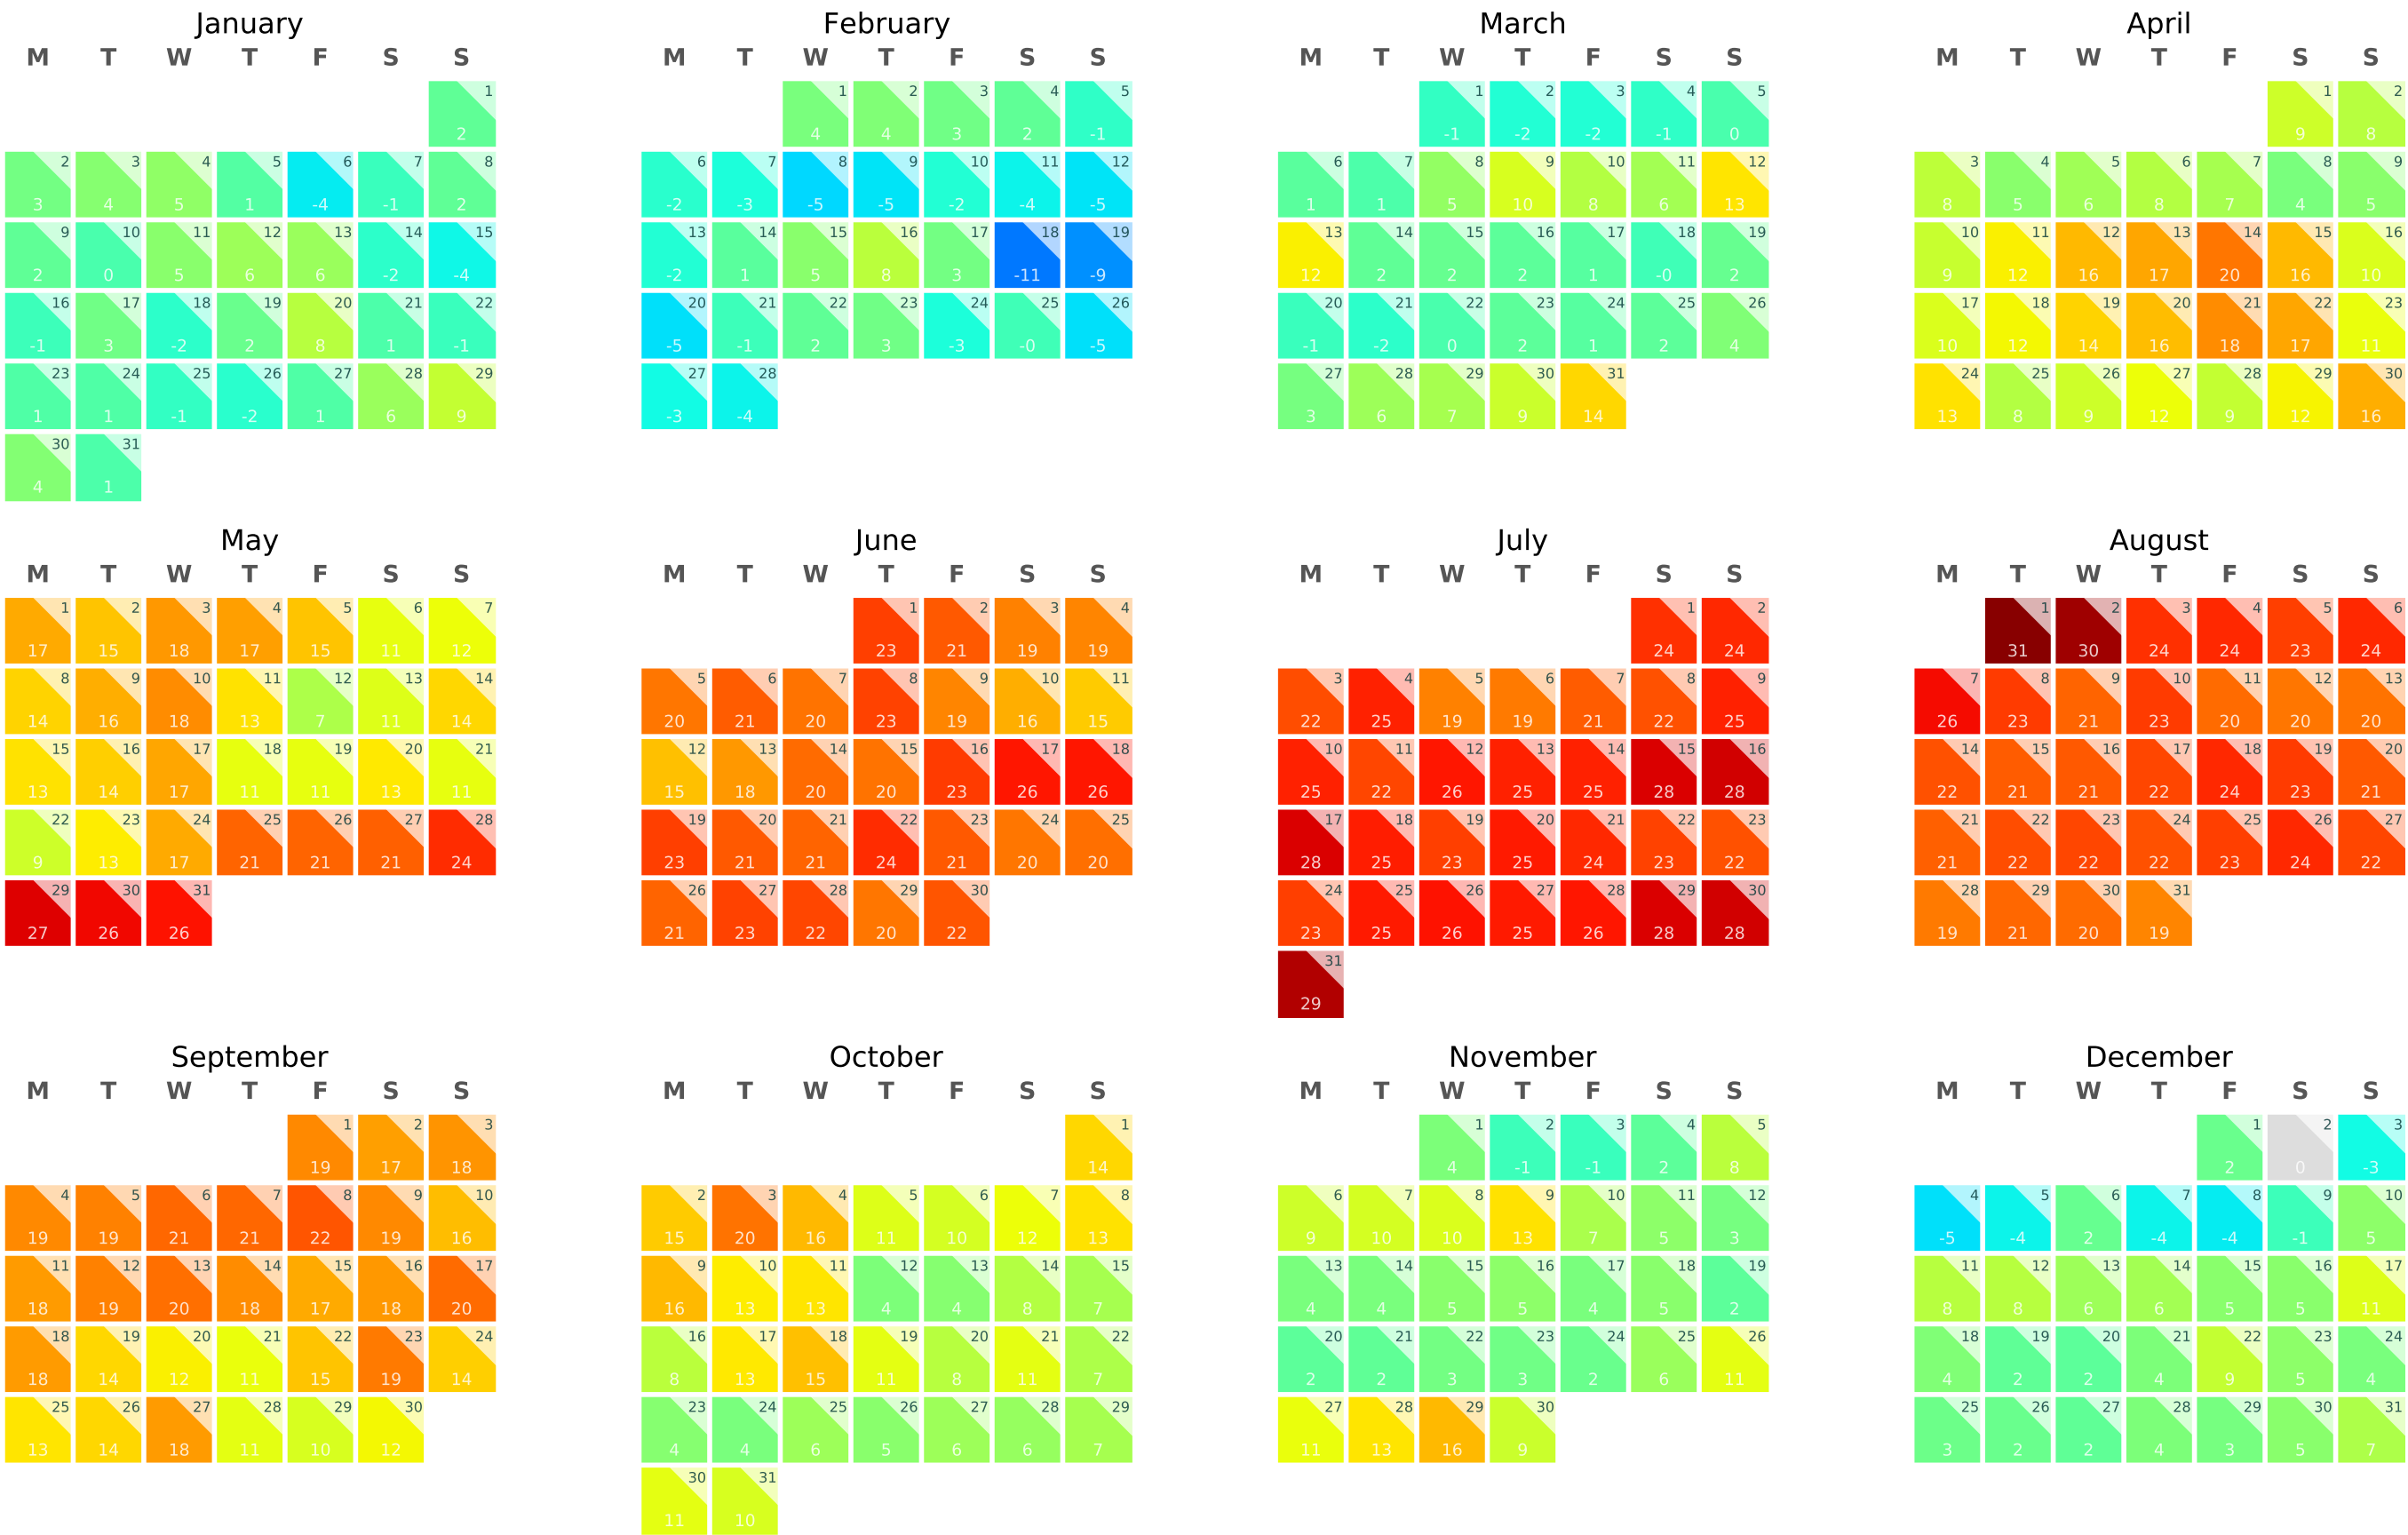 January February March April
M T W T F S S M T W T F S S M T W T F S S M T W T F S S
1 1 2 3 4 5 1 2 3 4 5 1 2
2 4 4 3 2 -1 -1 -2 -2 -1 0 9 8
2 3 4 5 6 7 8 6 7 8 9 10 11 12 6 7 8 9 10 11 12 3 4 5 6 7 8 9
3 4 5 1 -4 -1 2 -2 -3 -5 -5 -2 -4 -5 1 1 5 10 8 6 13 8 5 6 8 7 4 5
9 10 11 12 13 14 15 13 14 15 16 17 18 19 13 14 15 16 17 18 19 10 11 12 13 14 15 16
2 0 5 6 6 -2 -4 -2 1 5 8 3 -11 -9 12 2 2 2 1 -0 2 9 12 16 17 20 16 10
16 17 18 19 20 21 22 20 21 22 23 24 25 26 20 21 22 23 24 25 26 17 18 19 20 21 22 23
-1 3 -2 2 8 1 -1 -5 -1 2 3 -3 -0 -5 -1 -2 0 2 1 2 4 10 12 14 16 18 17 11
23 24 25 26 27 28 29 27 28 27 28 29 30 31 24 25 26 27 28 29 30
1 1 -1 -2 1 6 9 -3 -4 3 6 7 9 14 13 8 9 12 9 12 16
30 31
4 1
May June July August
M T W T F S S M T W T F S S M T W T F S S M T W T F S S
1 2 3 4 5 6 7 1 2 3 4 1 2 1 2 3 4 5 6
17 15 18 17 15 11 12 23 21 19 19 24 24 31 30 24 24 23 24
8 9 10 11 12 13 14 5 6 7 8 9 10 11 3 4 5 6 7 8 9 7 8 9 10 11 12 13
14 16 18 13 7 11 14 20 21 20 23 19 16 15 22 25 19 19 21 22 25 26 23 21 23 20 20 20
15 16 17 18 19 20 21 12 13 14 15 16 17 18 10 11 12 13 14 15 16 14 15 16 17 18 19 20
13 14 17 11 11 13 11 15 18 20 20 23 26 26 25 22 26 25 25 28 28 22 21 21 22 24 23 21
22 23 24 25 26 27 28 19 20 21 22 23 24 25 17 18 19 20 21 22 23 21 22 23 24 25 26 27
9 13 17 21 21 21 24 23 21 21 24 21 20 20 28 25 23 25 24 23 22 21 22 22 22 23 24 22
29 30 31 26 27 28 29 30 24 25 26 27 28 29 30 28 29 30 31
27 26 26 21 23 22 20 22 23 25 26 25 26 28 28 19 21 20 19
31
29
September October November December
M T W T F S S M T W T F S S M T W T F S S M T W T F S S
1 2 3 1 1 2 3 4 5 1 2 3
19 17 18 14 4 -1 -1 2 8 2 0 -3
4 5 6 7 8 9 10 2 3 4 5 6 7 8 6 7 8 9 10 11 12 4 5 6 7 8 9 10
19 19 21 21 22 19 16 15 20 16 11 10 12 13 9 10 10 13 7 5 3 -5 -4 2 -4 -4 -1 5
11 12 13 14 15 16 17 9 10 11 12 13 14 15 13 14 15 16 17 18 19 11 12 13 14 15 16 17
18 19 20 18 17 18 20 16 13 13 4 4 8 7 4 4 5 5 4 5 2 8 8 6 6 5 5 11
18 19 20 21 22 23 24 16 17 18 19 20 21 22 20 21 22 23 24 25 26 18 19 20 21 22 23 24
18 14 12 11 15 19 14 8 13 15 11 8 11 7 2 2 3 3 2 6 11 4 2 2 4 9 5 4
25 26 27 28 29 30 23 24 25 26 27 28 29 27 28 29 30 25 26 27 28 29 30 31
13 14 18 11 10 12 4 4 6 5 6 6 7 11 13 16 9 3 2 2 4 3 5 7
30 31
11 10